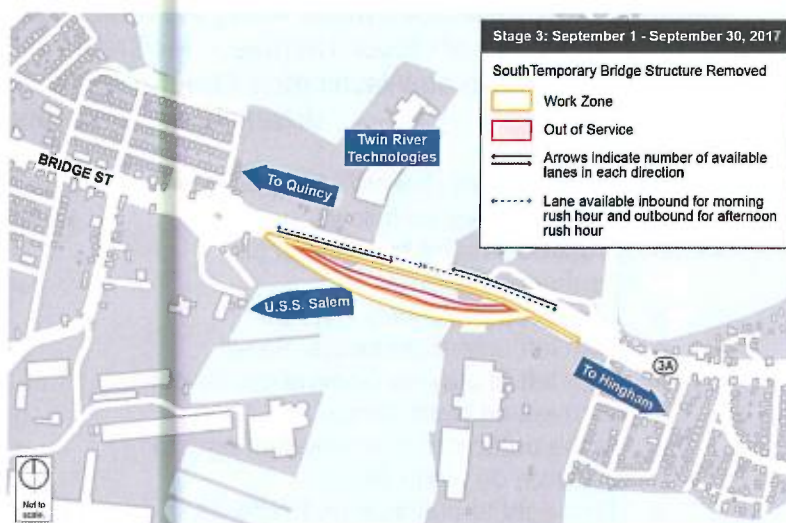 Stage 3: September 1 - September 30, 2017
SouthTemporary Bridge Structure Removed
Work Zone
Out of Service
Arrows indicate number of available
lanes in each direction
Lane available inbound for morning
rush hour and outbound for afternoon
rush hour
Twin River
Technologies
BRIDGE ST
To Quincy
U.S.S. Salem
3A
To Hingham
Not to
scale.